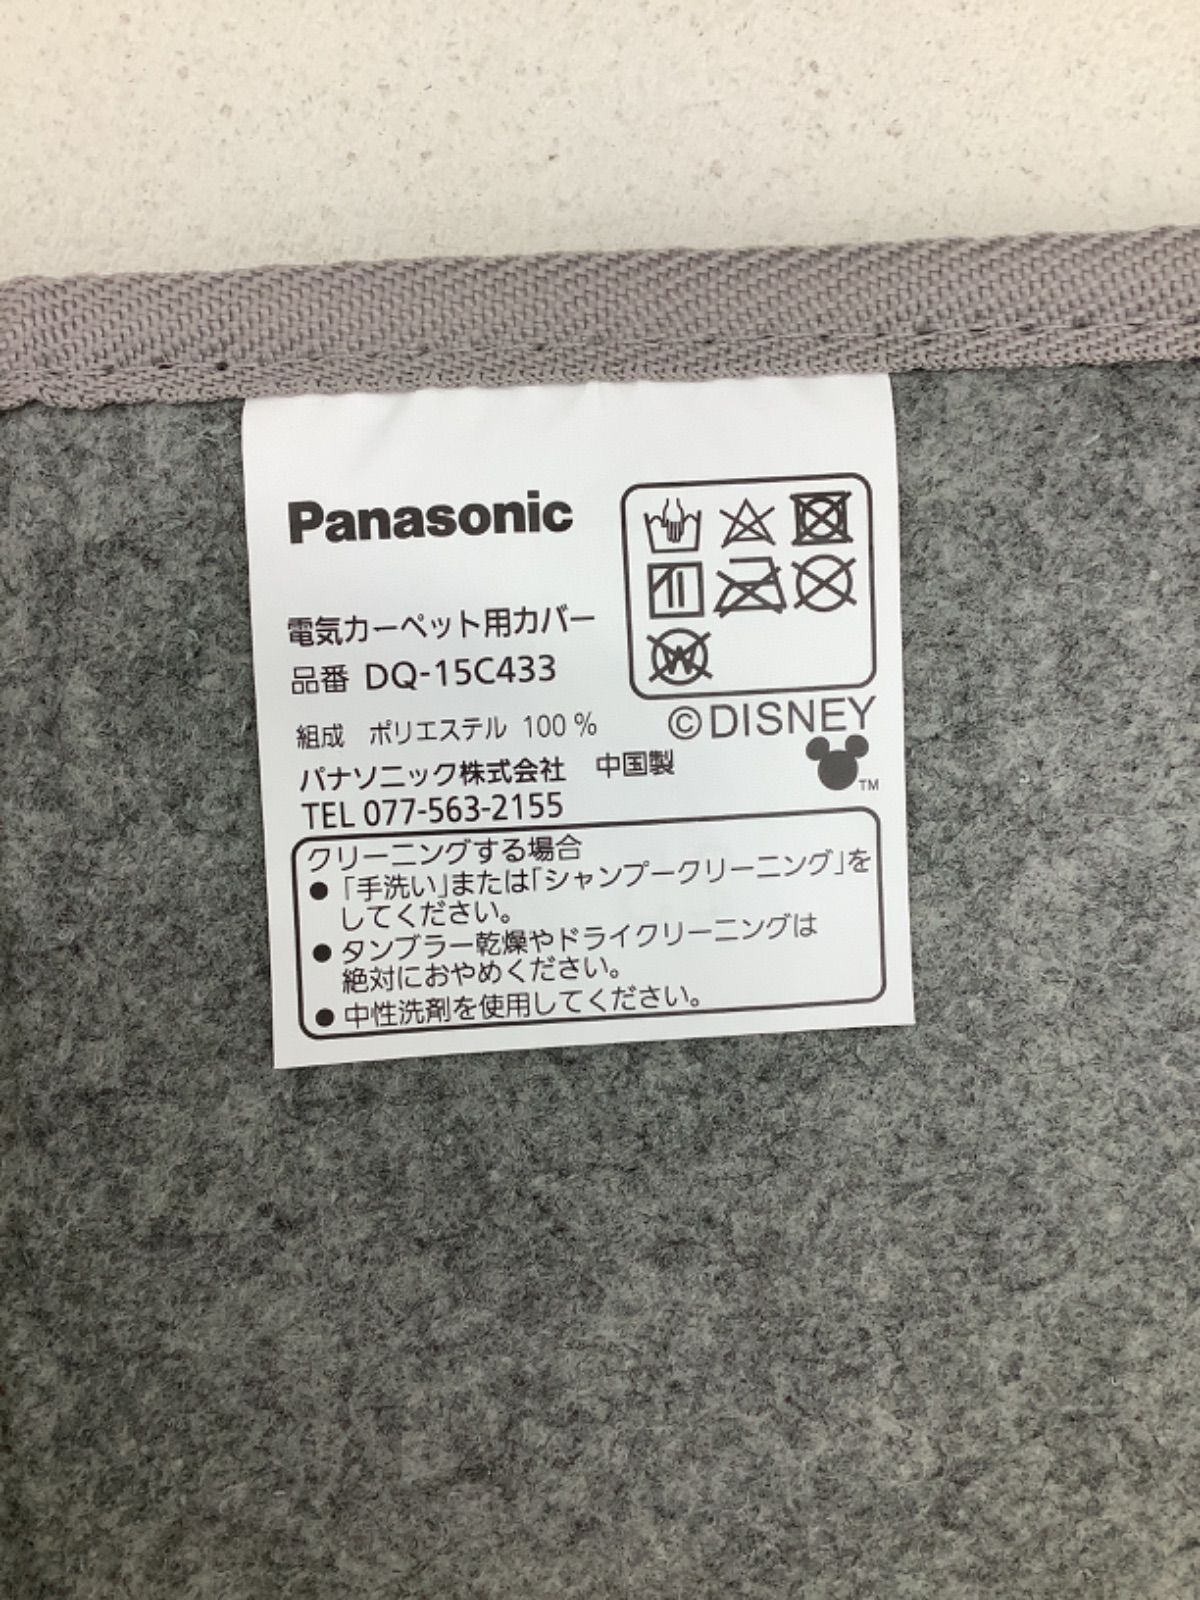 Panasonic
電気カーペット用カバー
品番 DQ-15C433
組成 ポリエステル 100%
©DISNEY
TM
パナソニック株式会社 中国製
TEL 077-563-2155
クリーニングする場合
●「手洗い」または「シャンプークリーニング」を
してください。
●タンブラー乾燥やドライクリーニングは
絶対におやめください。
●中性洗剤を使用してください。
W